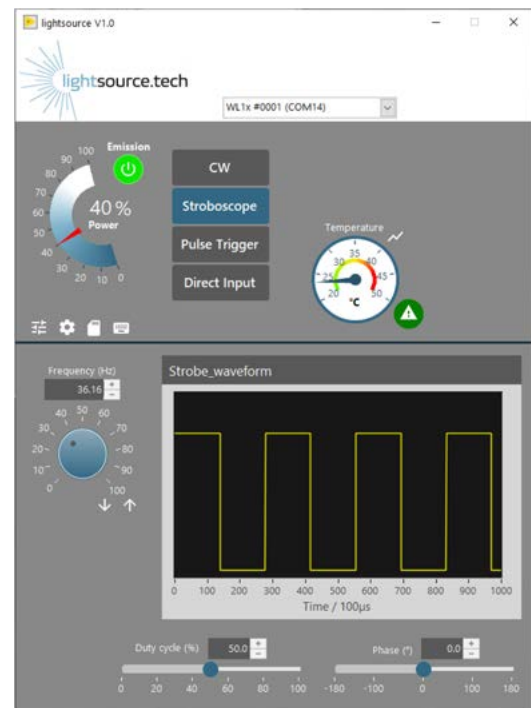 lightsource V1.0
lightsource.tech
WL1x #0001 (COM14)
Emission
100
90
80
70
60
50
40
30
20
10
0
40 %
Power
CW
Stroboscope
Pulse Trigger
Direct Input
Temperature
20
25
30
35
40
45
50
°C
Frequency (Hz)
36.16
0
10
20
30
40
50
60
70
80
90
100
Strobe_waveform
0 100 200 300 400 500 600 700 800 900 1000
Time / 100µs
Duty cycle (%) 50.0
0 20 40 60 80 100
Phase (°) 0.0
-180 -100 0 100 180